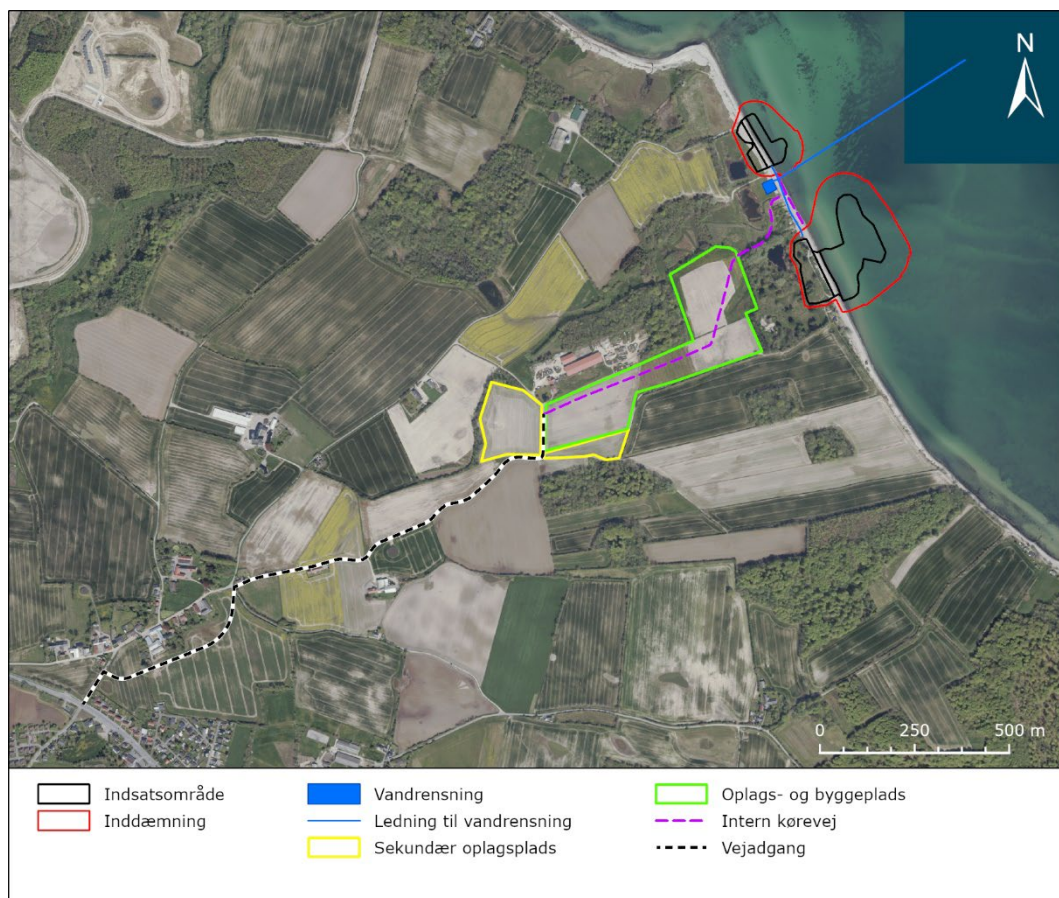 N
0 250 500 m
Indsatsområde
Inddæmning
Vandrensning
Ledning til vandrensning
Sekundær oplagsplads
Oplags- og byggeplads
Intern kørevej
Vejadgang